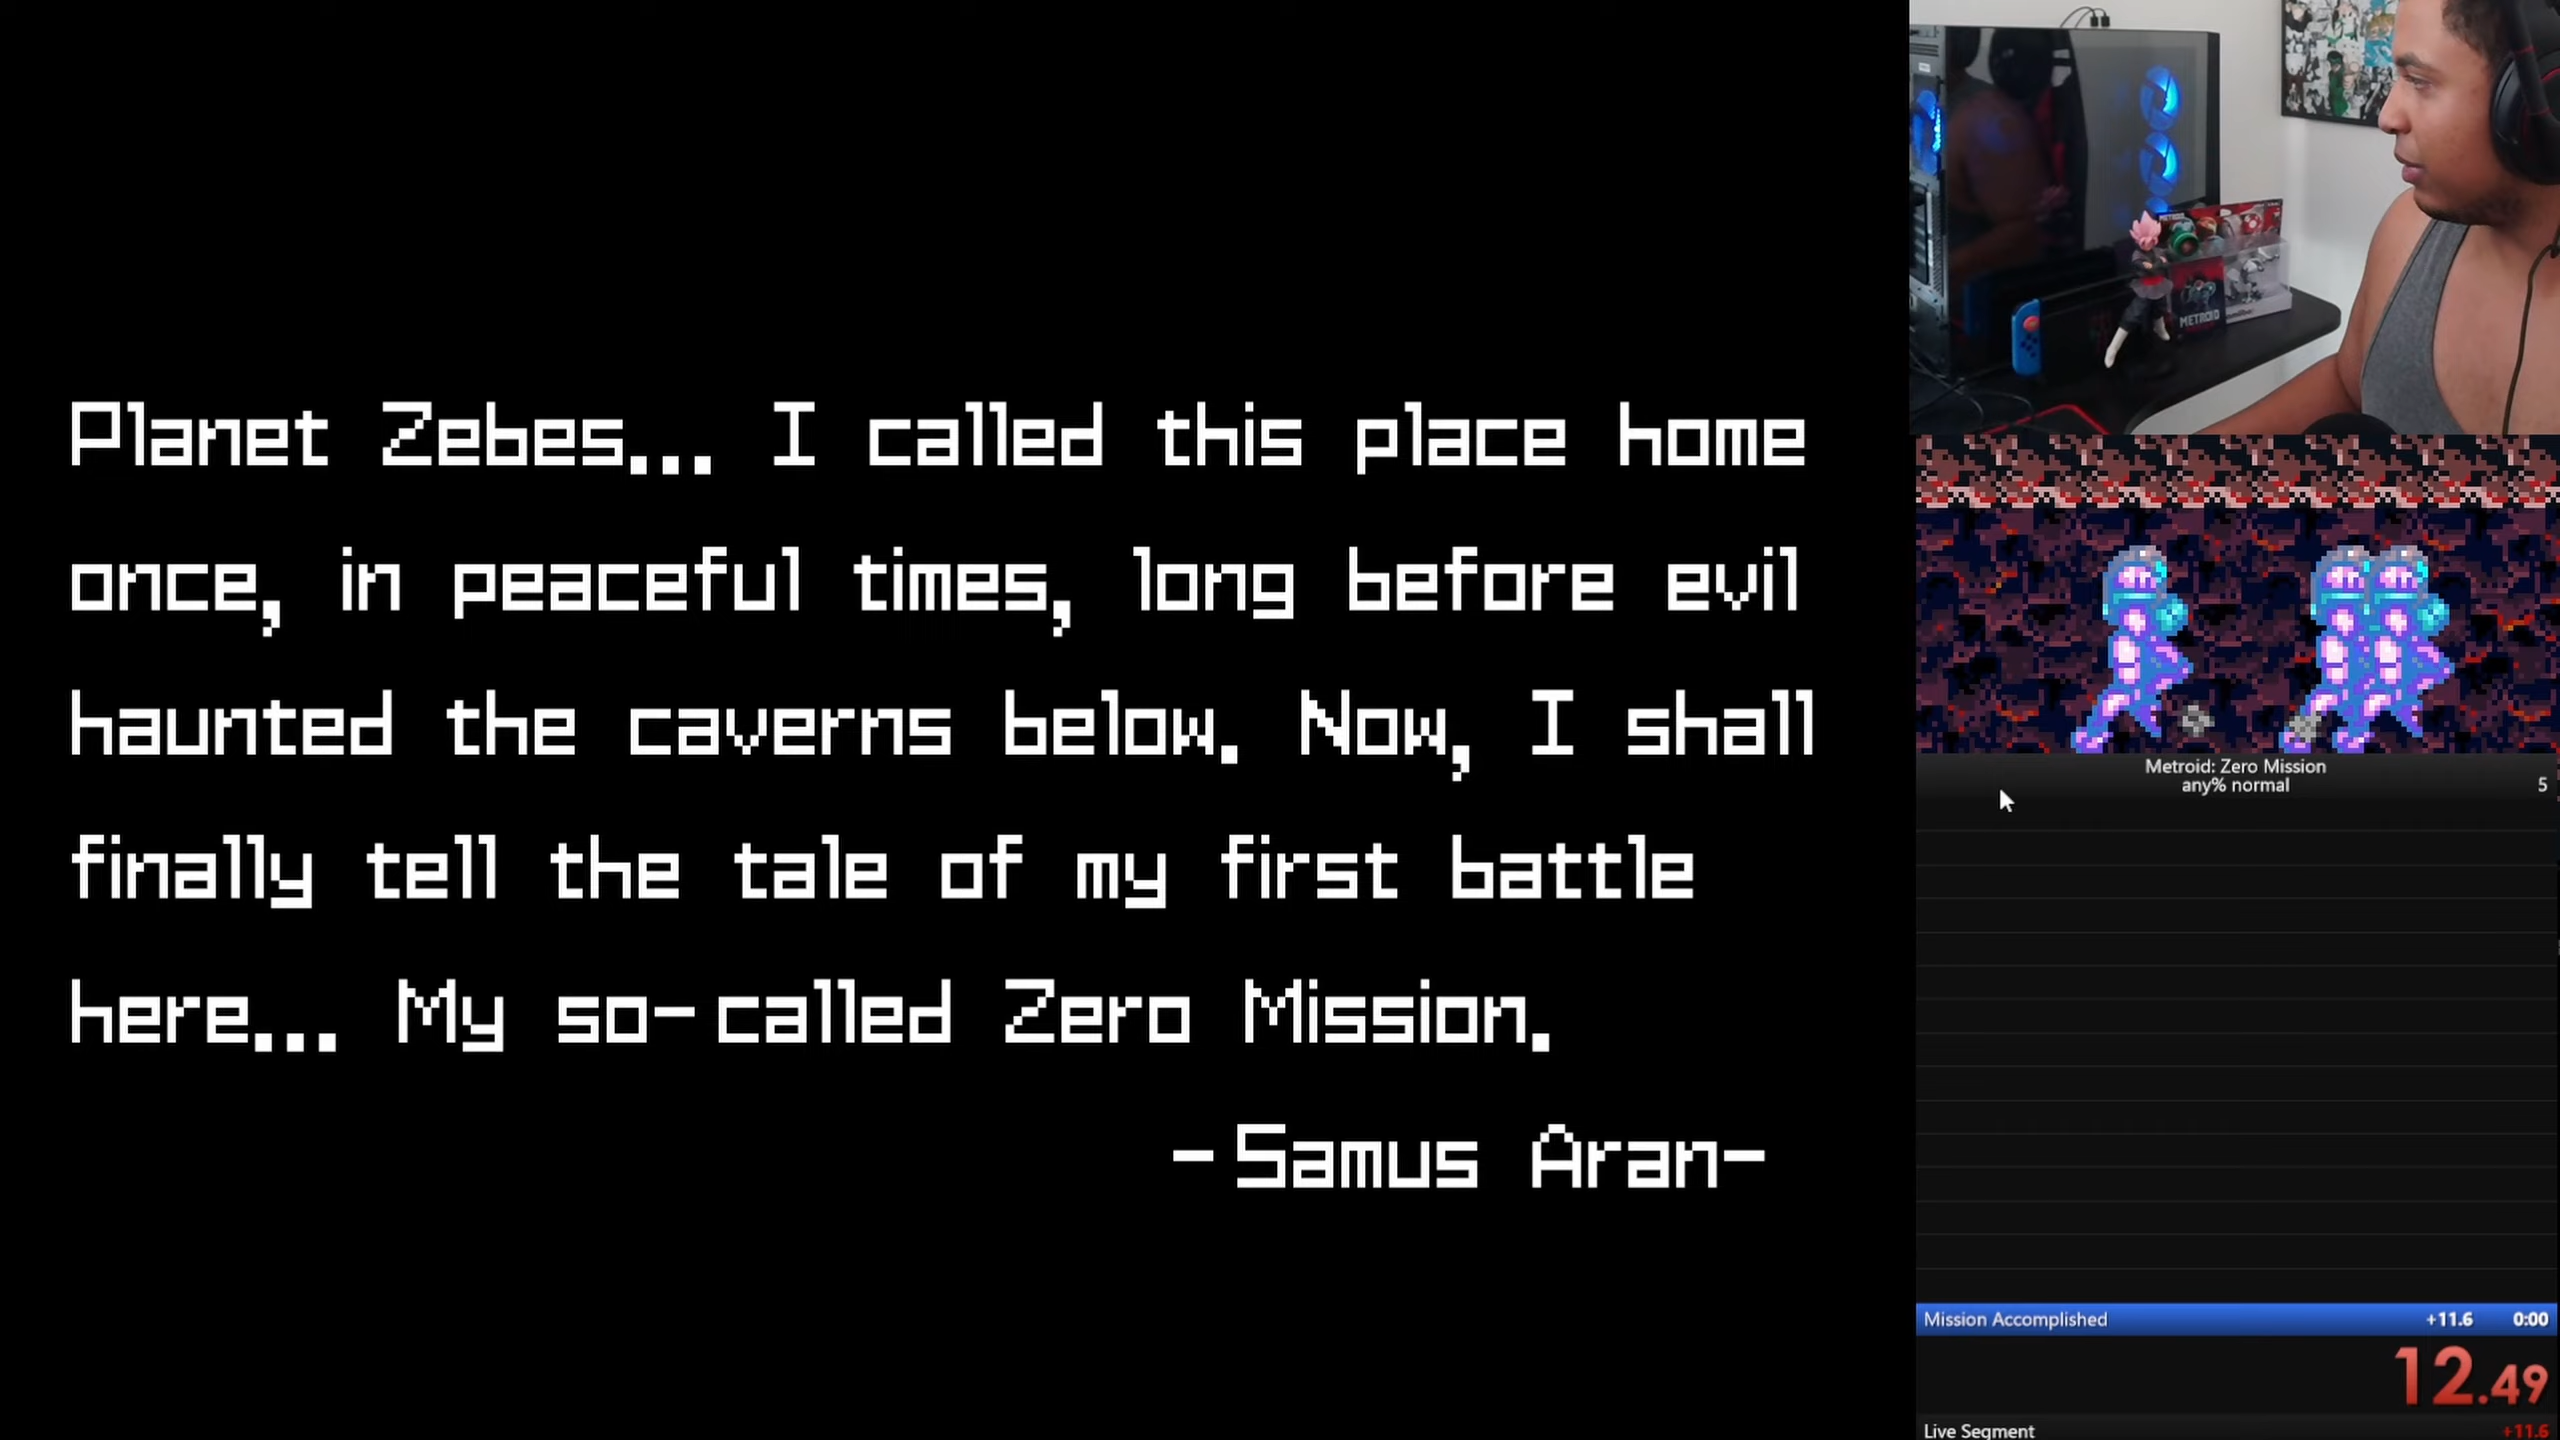 Planet Zebes... I called this place home
once, in peaceful times, long before evil
haunted the caverns below. Now, I shall
finally tell the tale of my first battle
here... My so-called Zero Mission.
-Samus Aran-
METROID
METROID
Metroid: Zero Mission
any% normal
5
Mission Accomplished +11.6 0:00
12.49
Live Segment +11.6